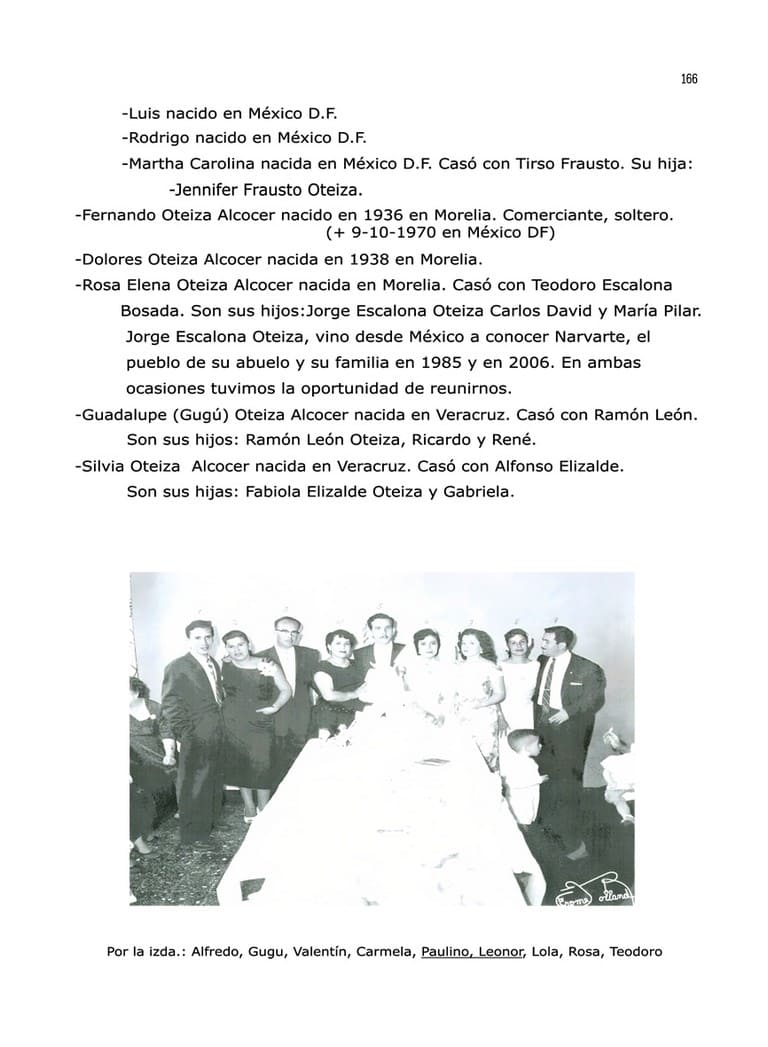 166
-Luis nacido en México D.F.
-Rodrigo nacido en México D.F.
-Martha Carolina nacida en México D.F. Casó con Tirso Frausto. Su hija:
-Jennifer Frausto Oteiza.
-Fernando Oteiza Alcocer nacido en 1936 en Morelia. Comerciante, soltero.
(+ 9-10-1970 en México DF)
-Dolores Oteiza Alcocer nacida en 1938 en Morelia.
-Rosa Elena Oteiza Alcocer nacida en Morelia. Casó con Teodoro Escalona
Bosada. Son sus hijos:Jorge Escalona Oteiza Carlos David y María Pilar.
Jorge Escalona Oteiza, vino desde México a conocer Narvarte, el
pueblo de su abuelo y su familia en 1985 y en 2006. En ambas
ocasiones tuvimos la oportunidad de reunirnos.
-Guadalupe (Gugú) Oteiza Alcocer nacida en Veracruz. Casó con Ramón León.
Son sus hijos: Ramón León Oteiza, Ricardo y René.
-Silvia Oteiza  Alcocer nacida en Veracruz. Casó con Alfonso Elizalde.
Son sus hijas: Fabiola Elizalde Oteiza y Gabriela.
Por la izda.: Alfredo, Gugu, Valentín, Carmela, Paulino, Leonor, Lola, Rosa, Teodoro